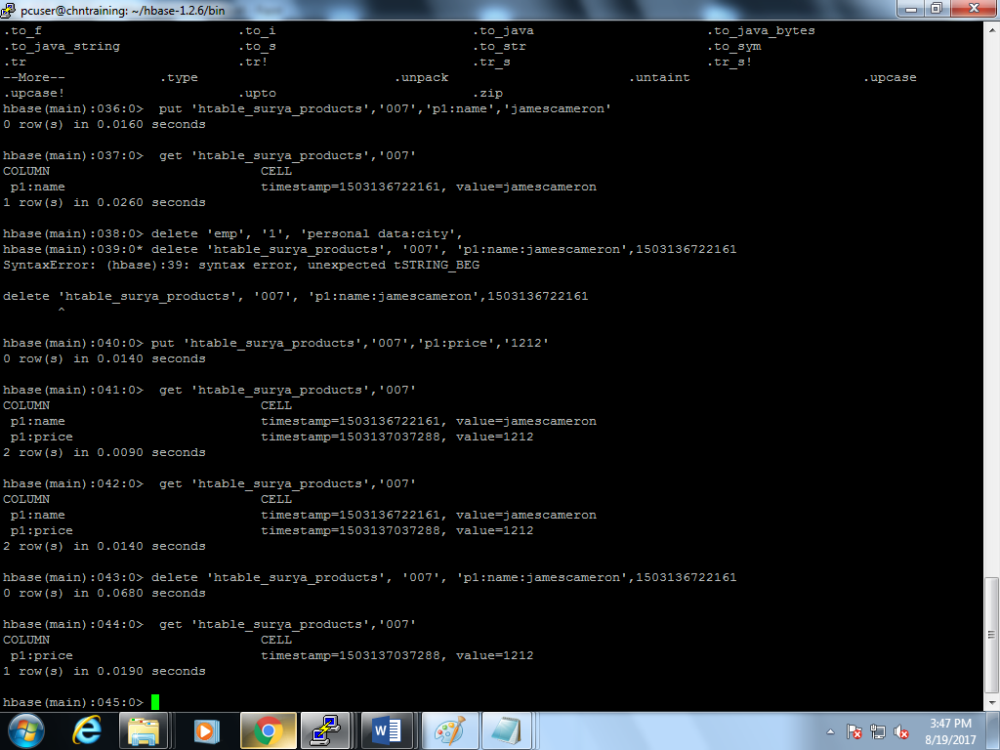 pcuser@chntraining: ~/hbase-1.2.6/bin
.to_f .to_i .to_java .to_java_bytes
.to_java_string .to_s .to_str .to_sym
.tr .tr! .tr_s .tr_s!
--More-- .type .unpack .untaint .upcase
.upcase! .upto .zip
hbase(main):036:0> put 'htable_surya_products','007','p1:name','jamescameron'
0 row(s) in 0.0160 seconds
hbase(main):037:0> get 'htable_surya_products','007'
COLUMN CELL
p1:name timestamp=1503136722161, value=jamescameron
1 row(s) in 0.0260 seconds
hbase(main):038:0> delete 'emp', '1', 'personal data:city',
hbase(main):039:0* delete 'htable_surya_products', '007', 'p1:name:jamescameron',1503136722161
SyntaxError: (hbase):39: syntax error, unexpected tSTRING_BEG
delete 'htable_surya_products', '007', 'p1:name:jamescameron',1503136722161
^
hbase(main):040:0> put 'htable_surya_products','007','p1:price','1212'
0 row(s) in 0.0140 seconds
hbase(main):041:0> get 'htable_surya_products','007'
COLUMN CELL
p1:name timestamp=1503136722161, value=jamescameron
p1:price timestamp=1503137037288, value=1212
2 row(s) in 0.0090 seconds
hbase(main):042:0> get 'htable_surya_products','007'
COLUMN CELL
p1:name timestamp=1503136722161, value=jamescameron
p1:price timestamp=1503137037288, value=1212
2 row(s) in 0.0140 seconds
hbase(main):043:0> delete 'htable_surya_products', '007', 'p1:name:jamescameron',1503136722161
0 row(s) in 0.0680 seconds
hbase(main):044:0> get 'htable_surya_products','007'
COLUMN CELL
p1:price timestamp=1503137037288, value=1212
1 row(s) in 0.0190 seconds
hbase(main):045:0>
3:47 PM
8/19/2017